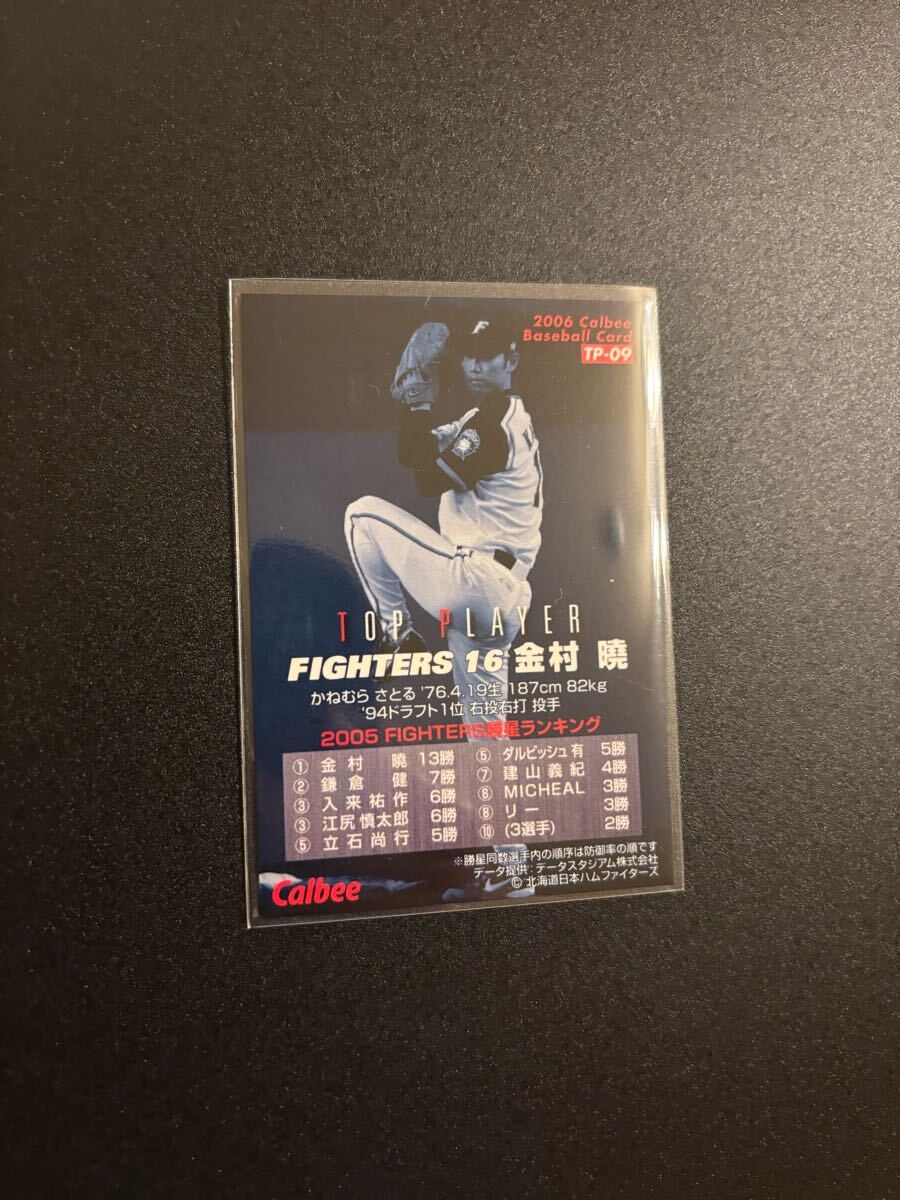 2006 Calbee
Baseball Card
TP-09
TOP PLAYER
FIGHTERS 16 金村 曉
かねむら さとる '76.4.19生 187cm 82kg
'94ドラフト1位 右投右打 投手
2005 FIGHTERS勝星ランキング
① 金村 曉 13勝
② 鎌倉 健 7勝
③ 入来祐作 6勝
③ 江尻慎太郎 6勝
⑤ 立石尚行 5勝
⑤ ダルビッシュ有 5勝
⑦ 建山義紀 4勝
⑧ MICHEAL 3勝
⑧ リー 3勝
⑩ (3選手) 2勝
※勝星同数選手内の順序は防御率の順です
データ提供：データスタジアム株式会社
© 北海道日本ハムファイターズ
Calbee